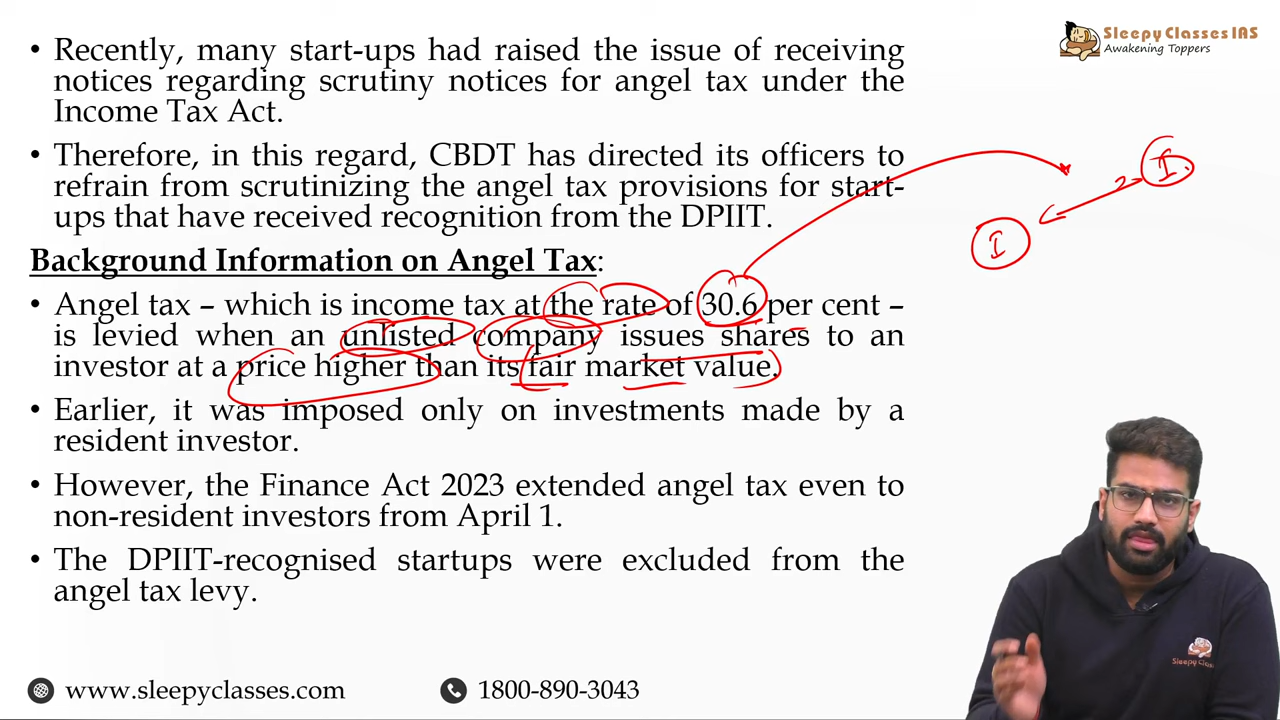 Sleepy Classes IAS
Awakening Toppers
• Recently, many start-ups had raised the issue of receiving
notices regarding scrutiny notices for angel tax under the
Income Tax Act.
• Therefore, in this regard, CBDT has directed its officers to
refrain from scrutinizing the angel tax provisions for start-
ups that have received recognition from the DPIIT.
I
I
Background Information on Angel Tax:
• Angel tax – which is income tax at the rate of 30.6 per cent –
is levied when an unlisted company issues shares to an
investor at a price higher than its fair market value.
• Earlier, it was imposed only on investments made by a
resident investor.
• However, the Finance Act 2023 extended angel tax even to
non-resident investors from April 1.
• The DPIIT-recognised startups were excluded from the
angel tax levy.
Sleepy Classes
www.sleepyclasses.com
1800-890-3043